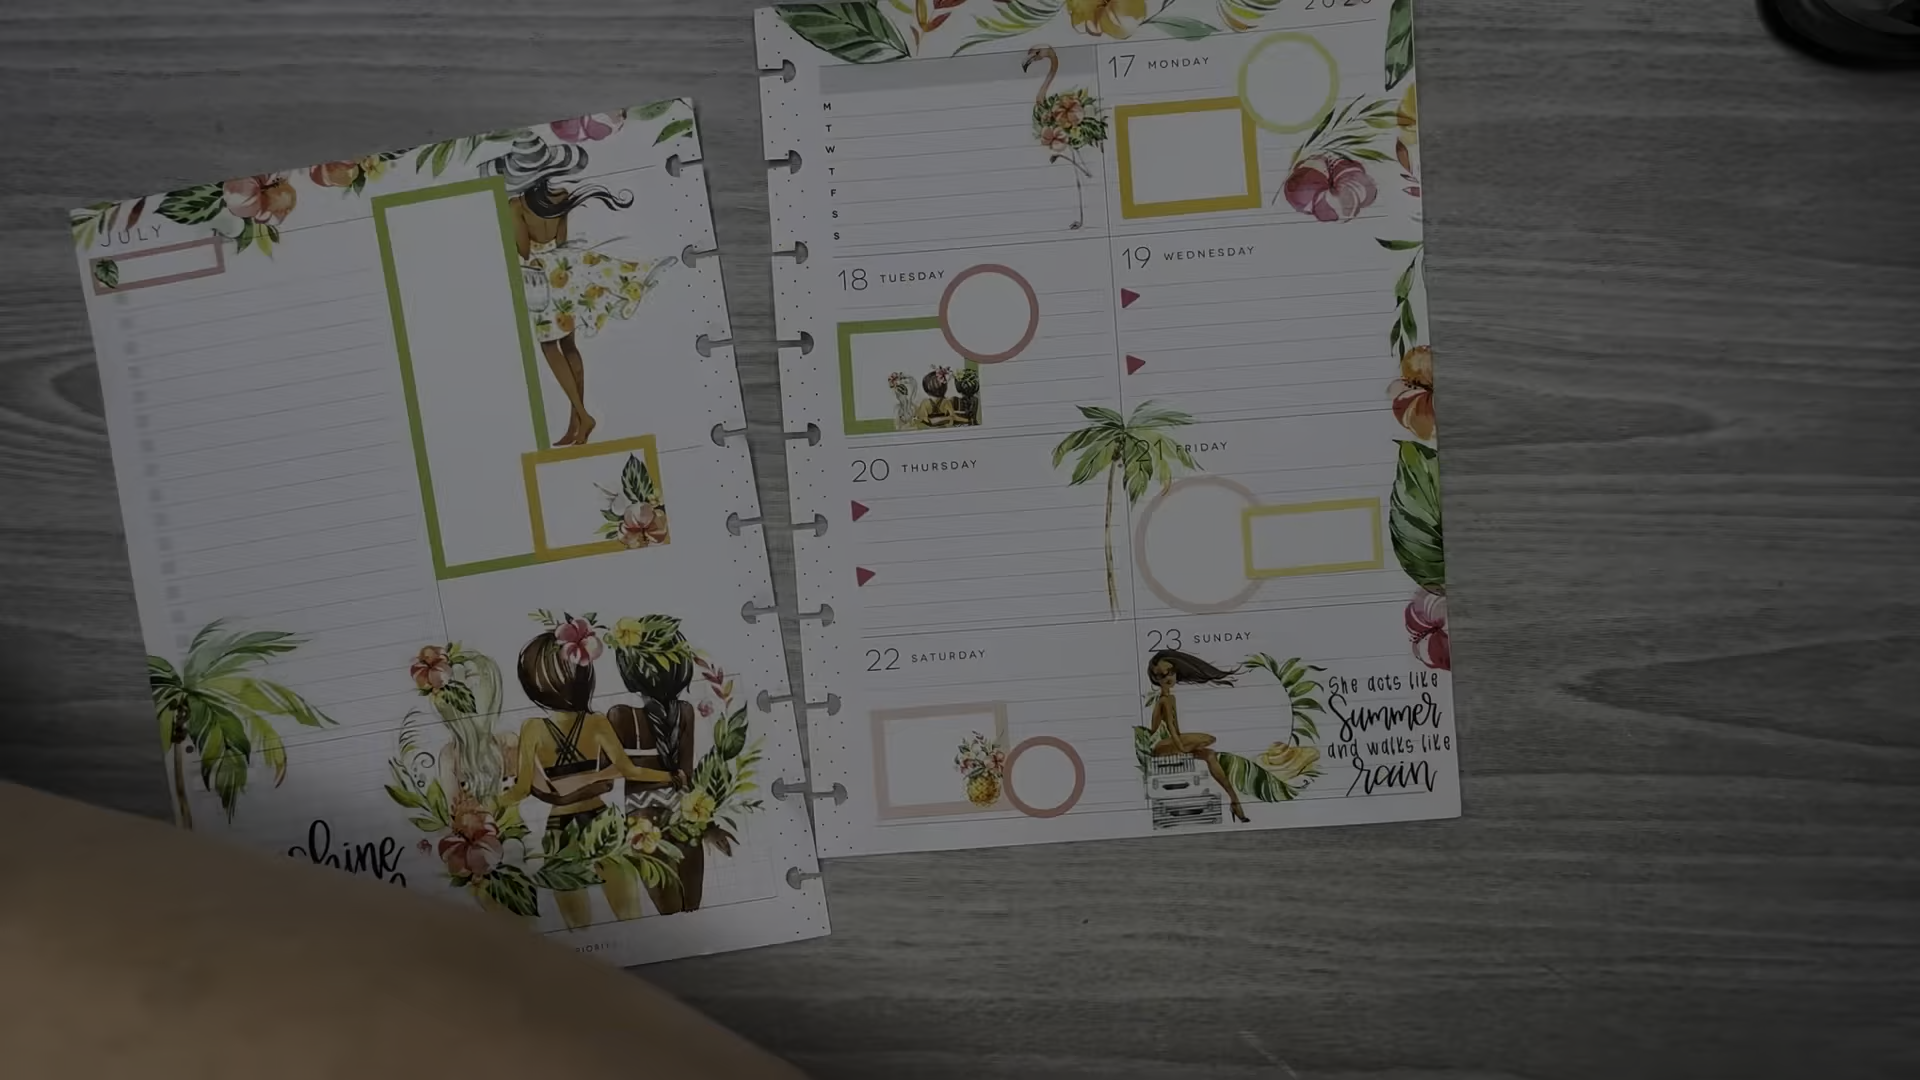 JULY
M
T
W
T
F
S
S
17 MONDAY
18 TUESDAY
19 WEDNESDAY
20 THURSDAY
21 FRIDAY
22 SATURDAY
23 SUNDAY
She acts like
Summer
and walks like
rain